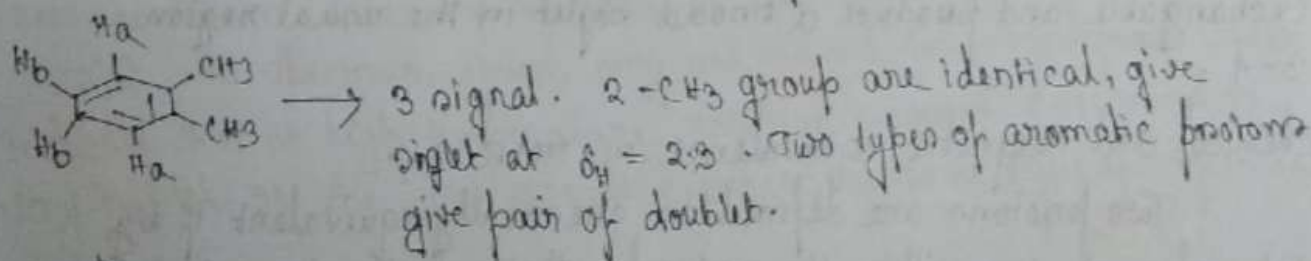 Ha
Hb CH3
→ 3 signal. 2-CH3 group are identical, give
Hb CH3
Ha
singlet at δH = 2.3. Two types of aromatic protons
give pair of doublet.